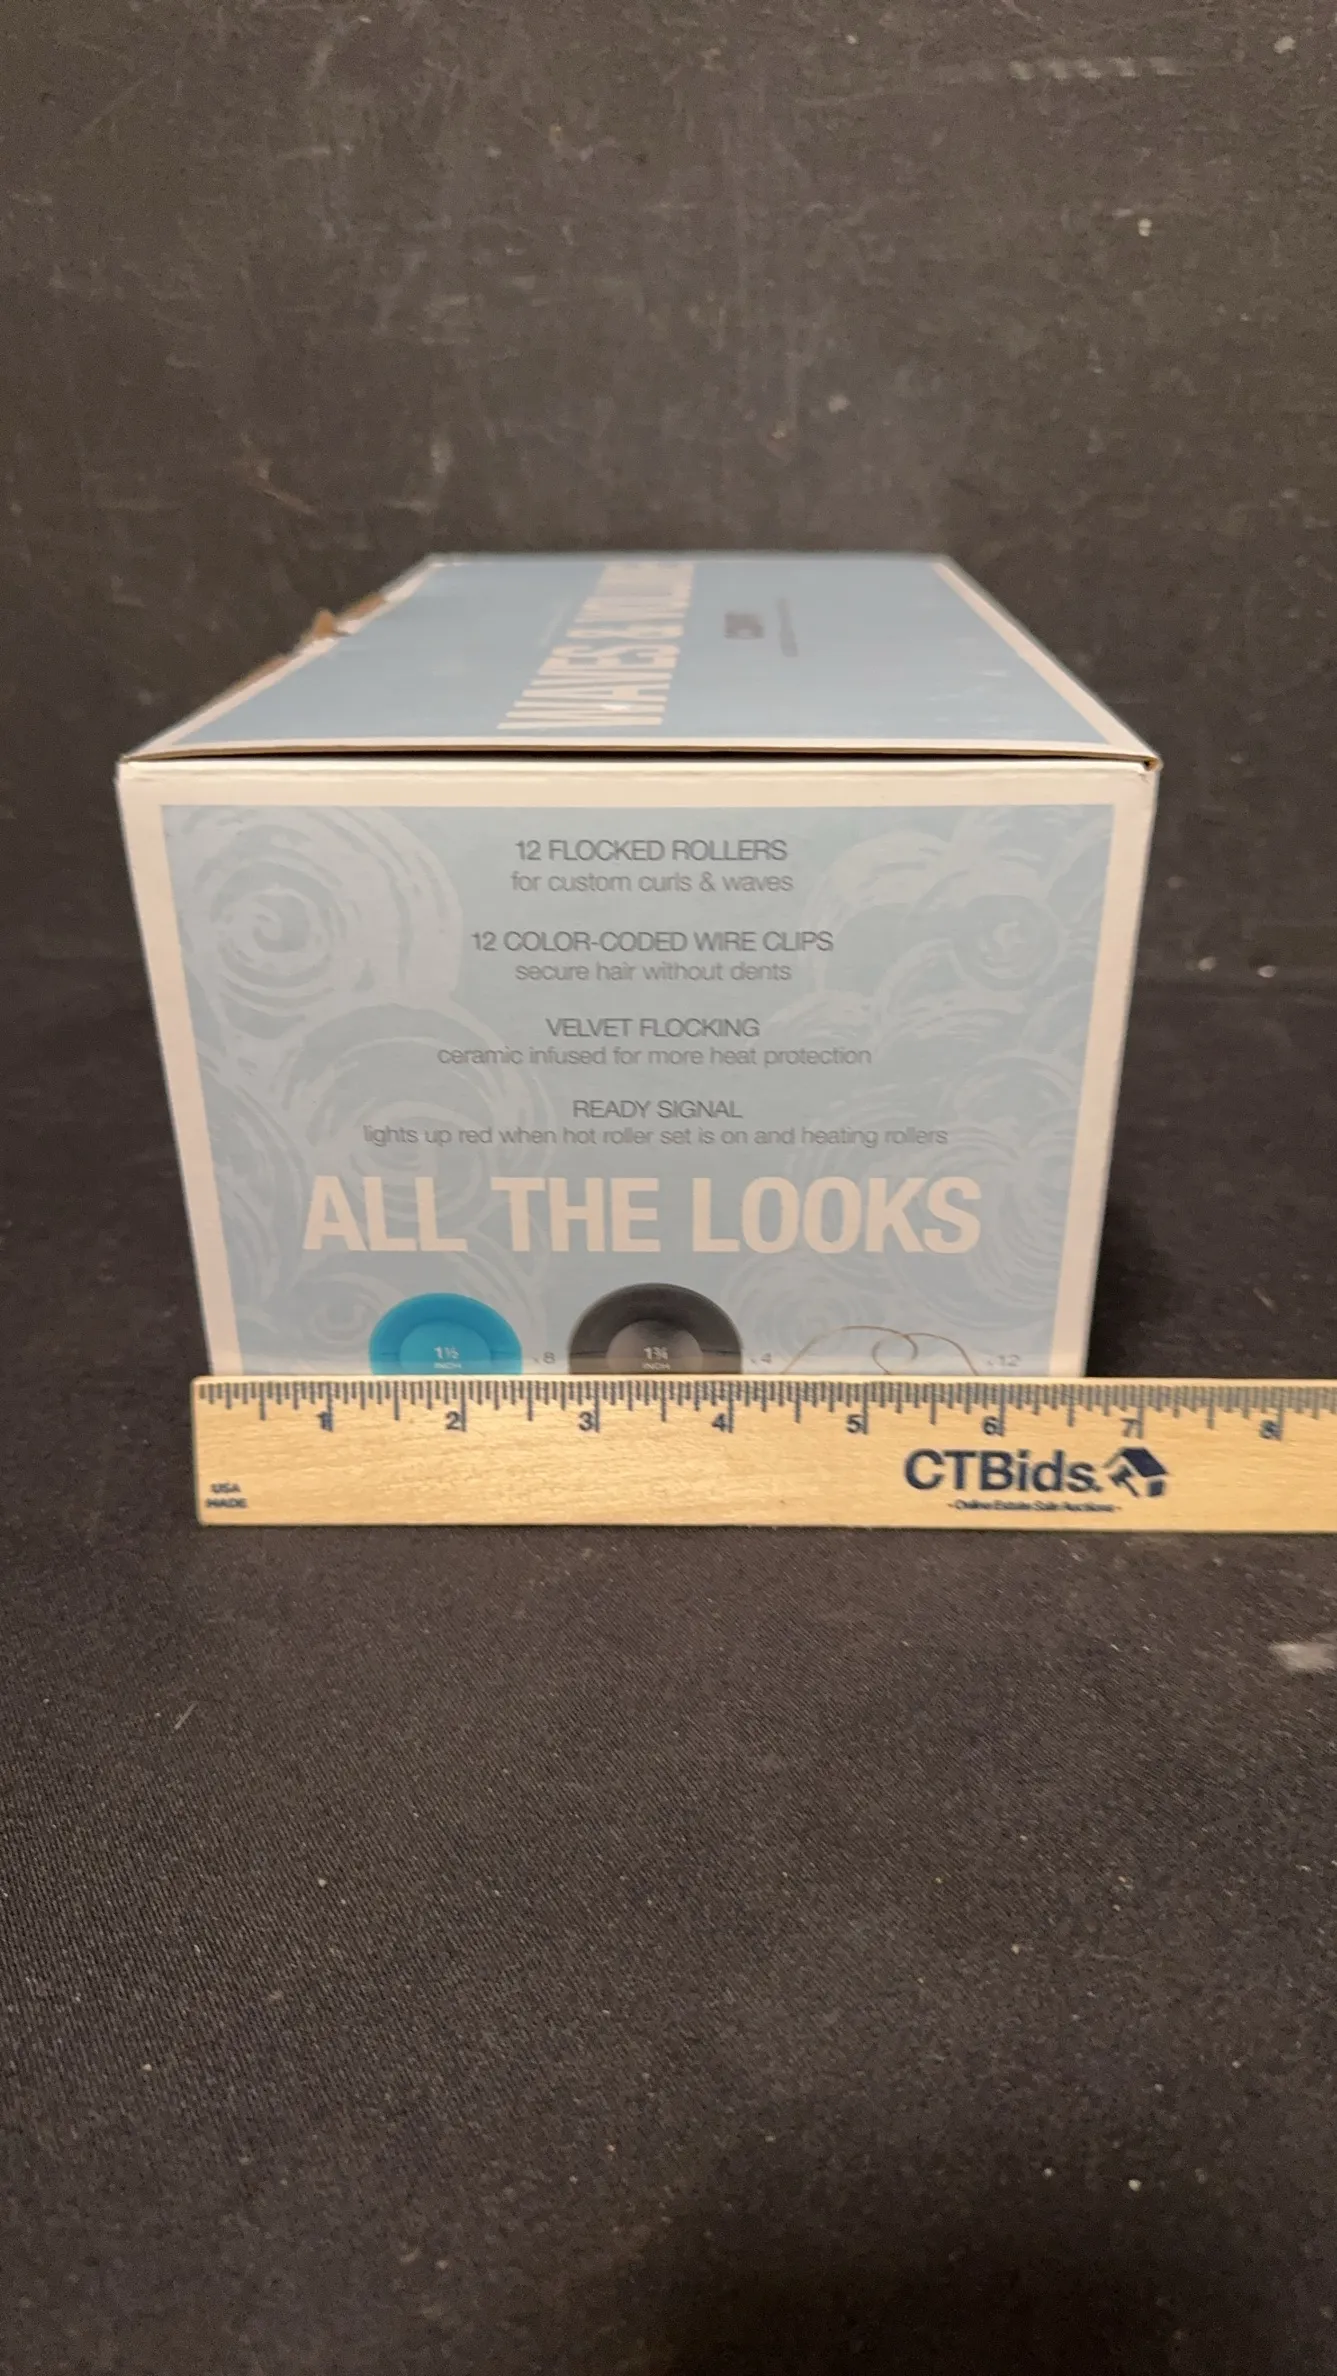 WAVES &
12 FLOCKED ROLLERS
for custom curls & waves
12 COLOR-CODED WIRE CLIPS
secure hair without dents
VELVET FLOCKING
ceramic infused for more heat protection
READY SIGNAL
lights up red when hot roller set is on and heating rollers
ALL THE LOOKS
1½ INCH x8 1¾ INCH x4 x12
1 2 3 4 5 6 7 8
USA
MADE
CTBids.
- Online Estate Sale Auctions -